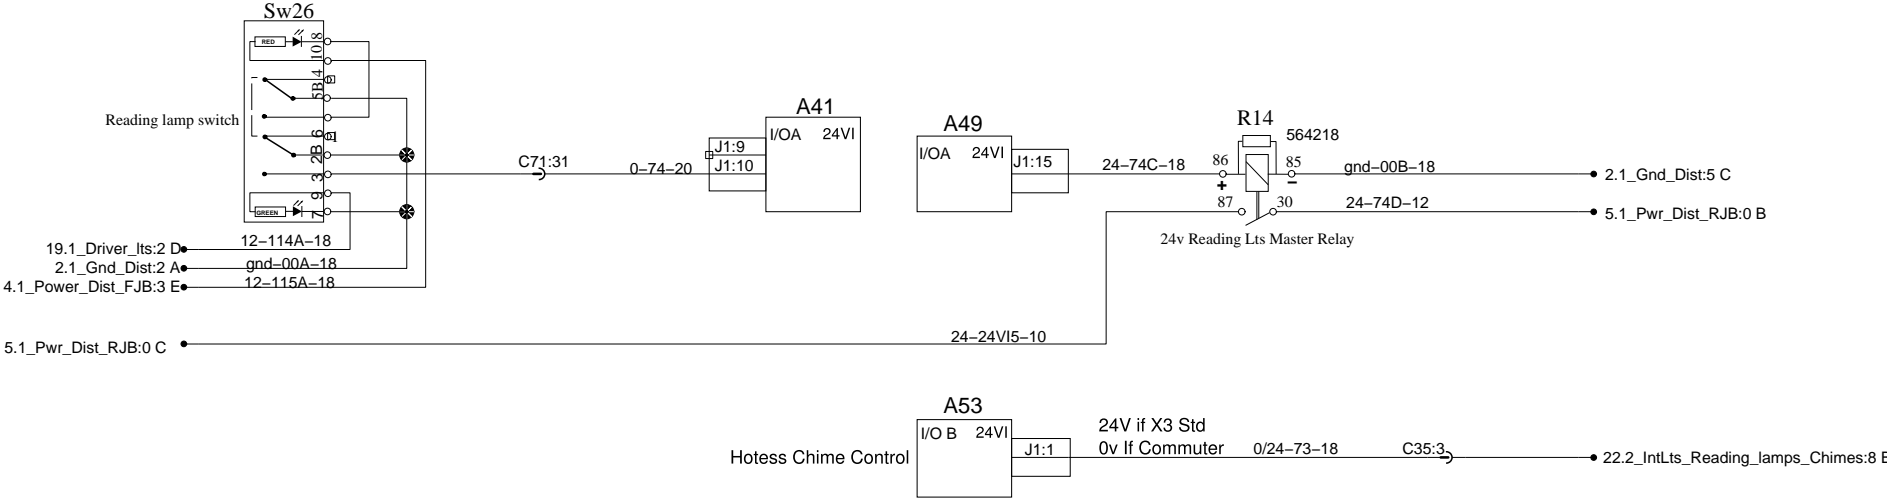 Sw26
RED
8
10
4
5B
Reading lamp switch
6
1
2B
3
9
GREEN
7
19.1_Driver_lts:2 D
12-114A-18
2.1_Gnd_Dist:2 A
gnd-00A-18
4.1_Power_Dist_FJB:3 E
12-115A-18
5.1_Pwr_Dist_RJB:0 C
24-24VI5-10
C71:31
0-74-20
A41
I/OA 24VI
J1:9
J1:10
A49
I/OA 24VI
J1:15
24-74C-18
R14
564218
86
85
+
-
gnd-00B-18
2.1_Gnd_Dist:5 C
87
30
24-74D-12
5.1_Pwr_Dist_RJB:0 B
24v Reading Lts Master Relay
A53
I/O B 24VI
J1:1
Hotess Chime Control
24V if X3 Std
0v If Commuter
0/24-73-18
C35:3
22.2_IntLts_Reading_lamps_Chimes:8